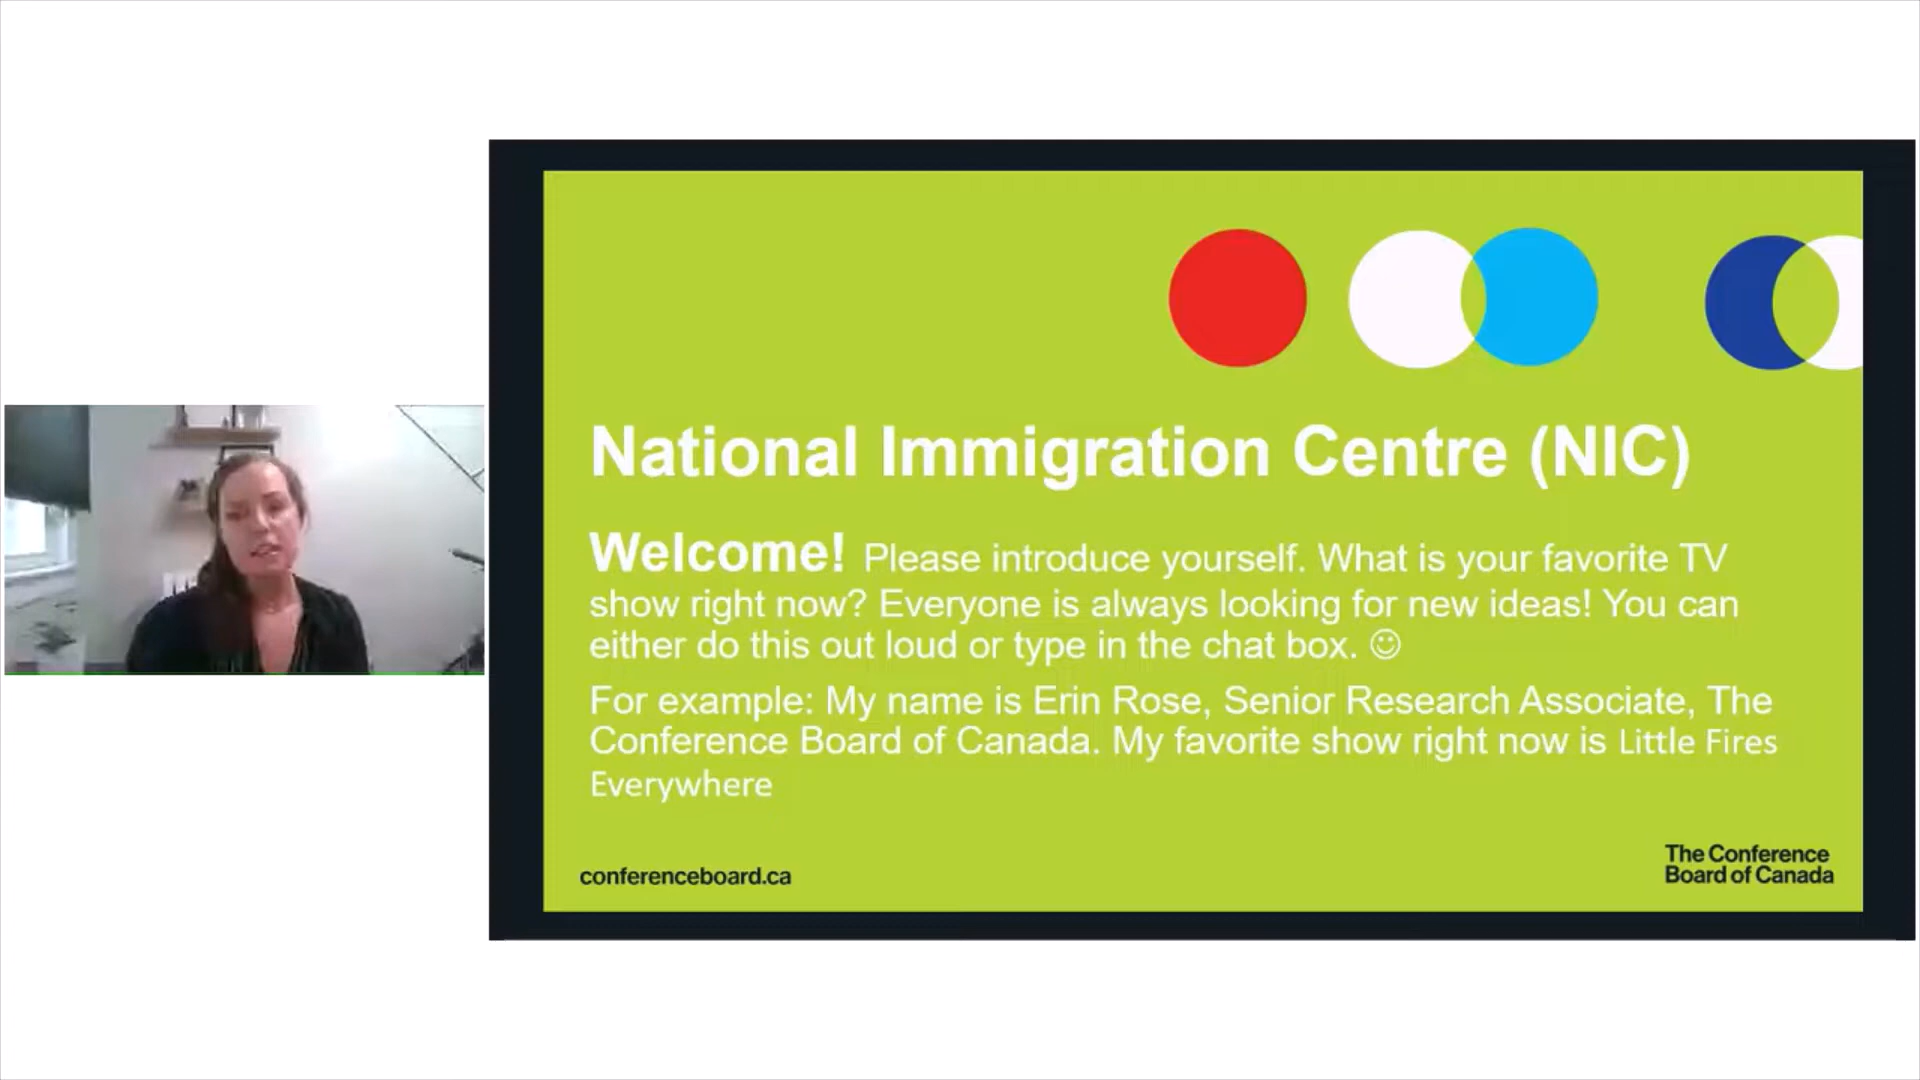 National Immigration Centre (NIC)
Welcome! Please introduce yourself. What is your favorite TV
show right now? Everyone is always looking for new ideas! You can
either do this out loud or type in the chat box. ☺
For example: My name is Erin Rose, Senior Research Associate, The
Conference Board of Canada. My favorite show right now is Little Fires
Everywhere
conferenceboard.ca
The Conference
Board of Canada